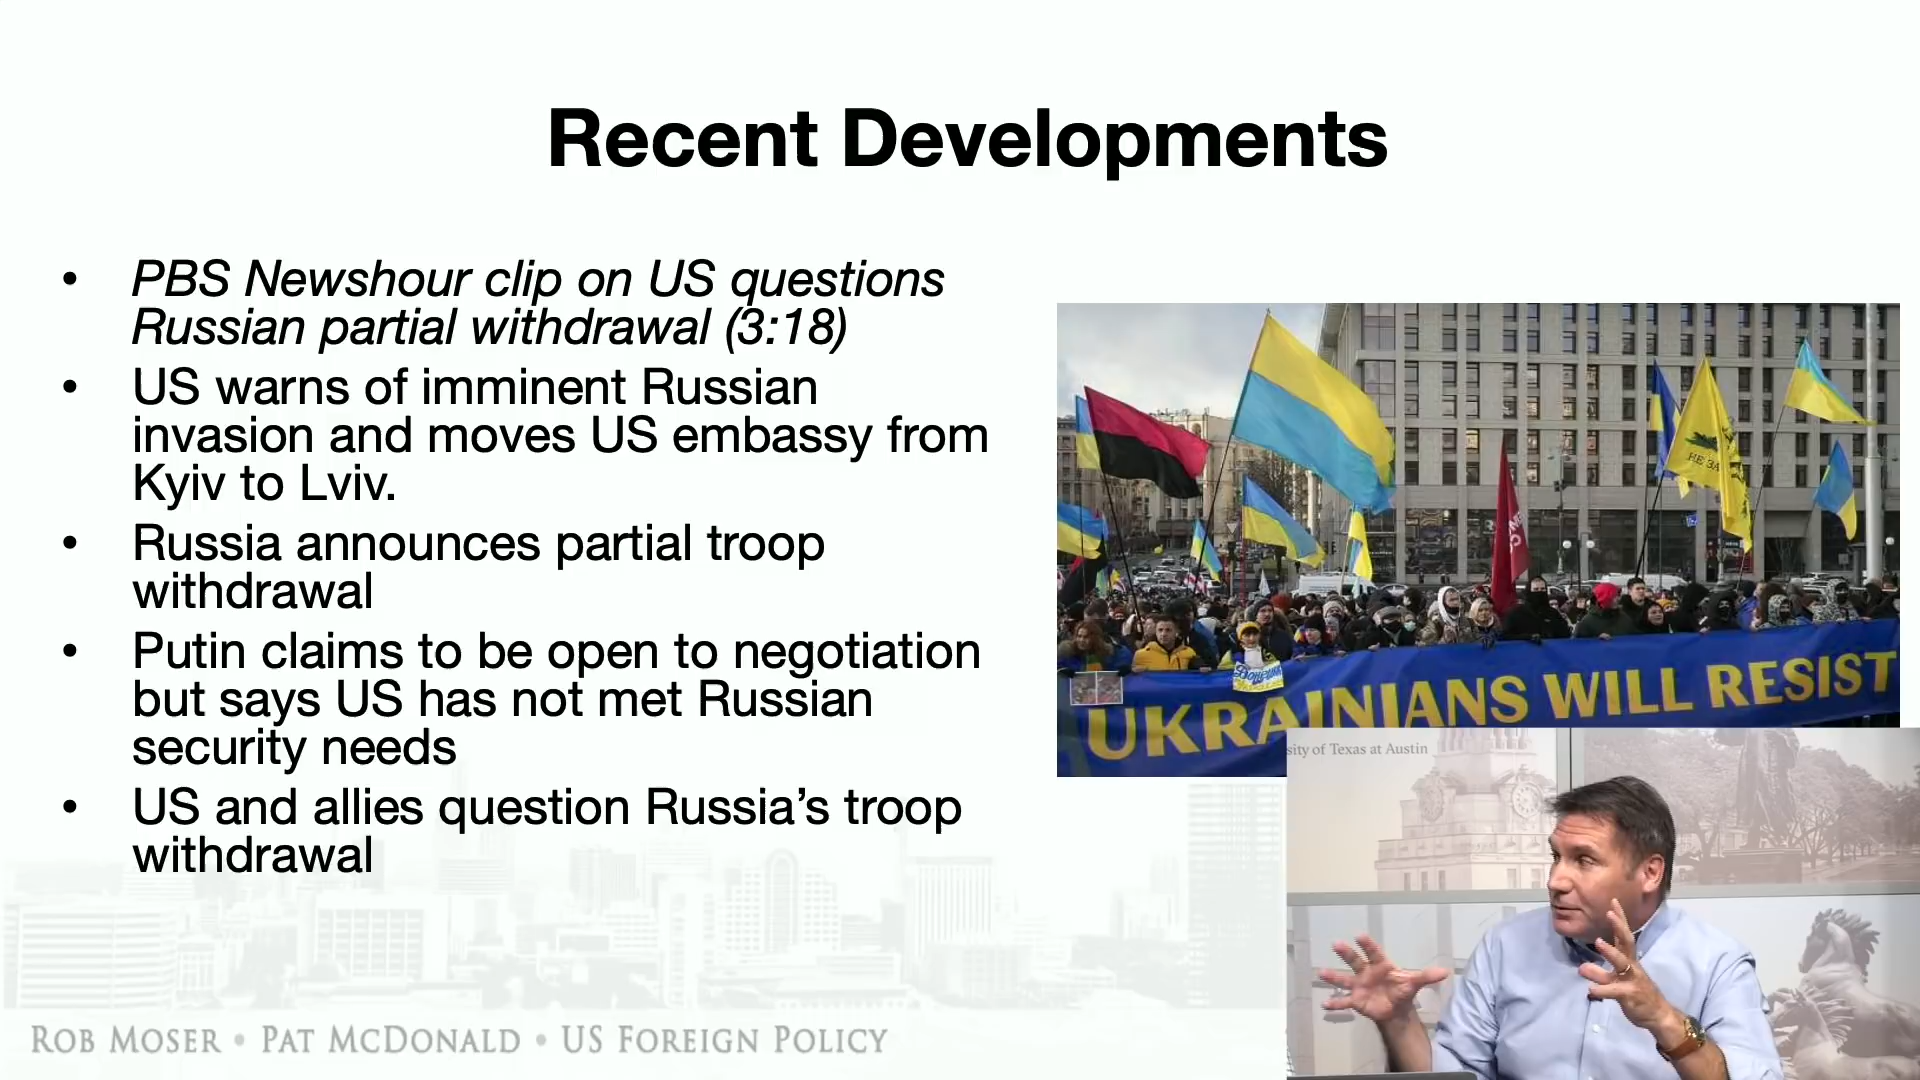 Recent Developments
• PBS Newshour clip on US questions
Russian partial withdrawal (3:18)
• US warns of imminent Russian
invasion and moves US embassy from
Kyiv to Lviv.
• Russia announces partial troop
withdrawal
• Putin claims to be open to negotiation
but says US has not met Russian
security needs
• US and allies question Russia’s troop
withdrawal
НЕ ЗА
UKRAINIANS WILL RESIST
sity of Texas at Austin
ROB MOSER • PAT MCDONALD • US FOREIGN POLICY